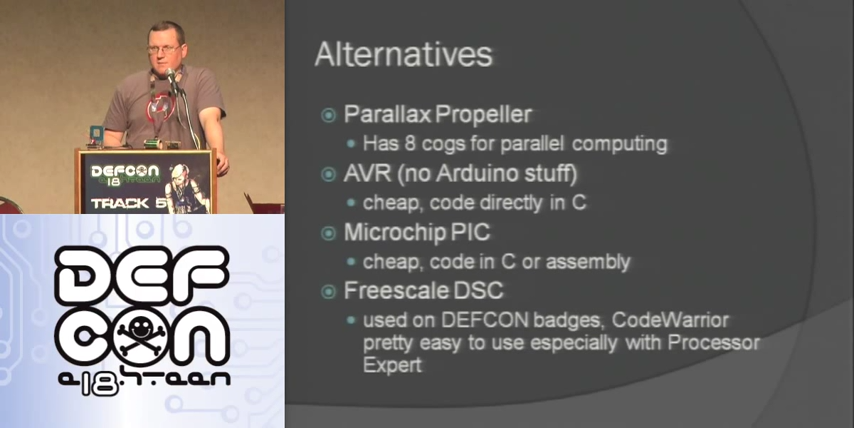 Alternatives
Parallax Propeller
Has 8 cogs for parallel computing
AVR (no Arduino stuff)
cheap, code directly in C
Microchip PIC
cheap, code in C or assembly
Freescale DSC
used on DEFCON badges, CodeWarrior
pretty easy to use especially with Processor
Expert
DEFCON
18
TRACK 5
DEF
CON
e18hteen